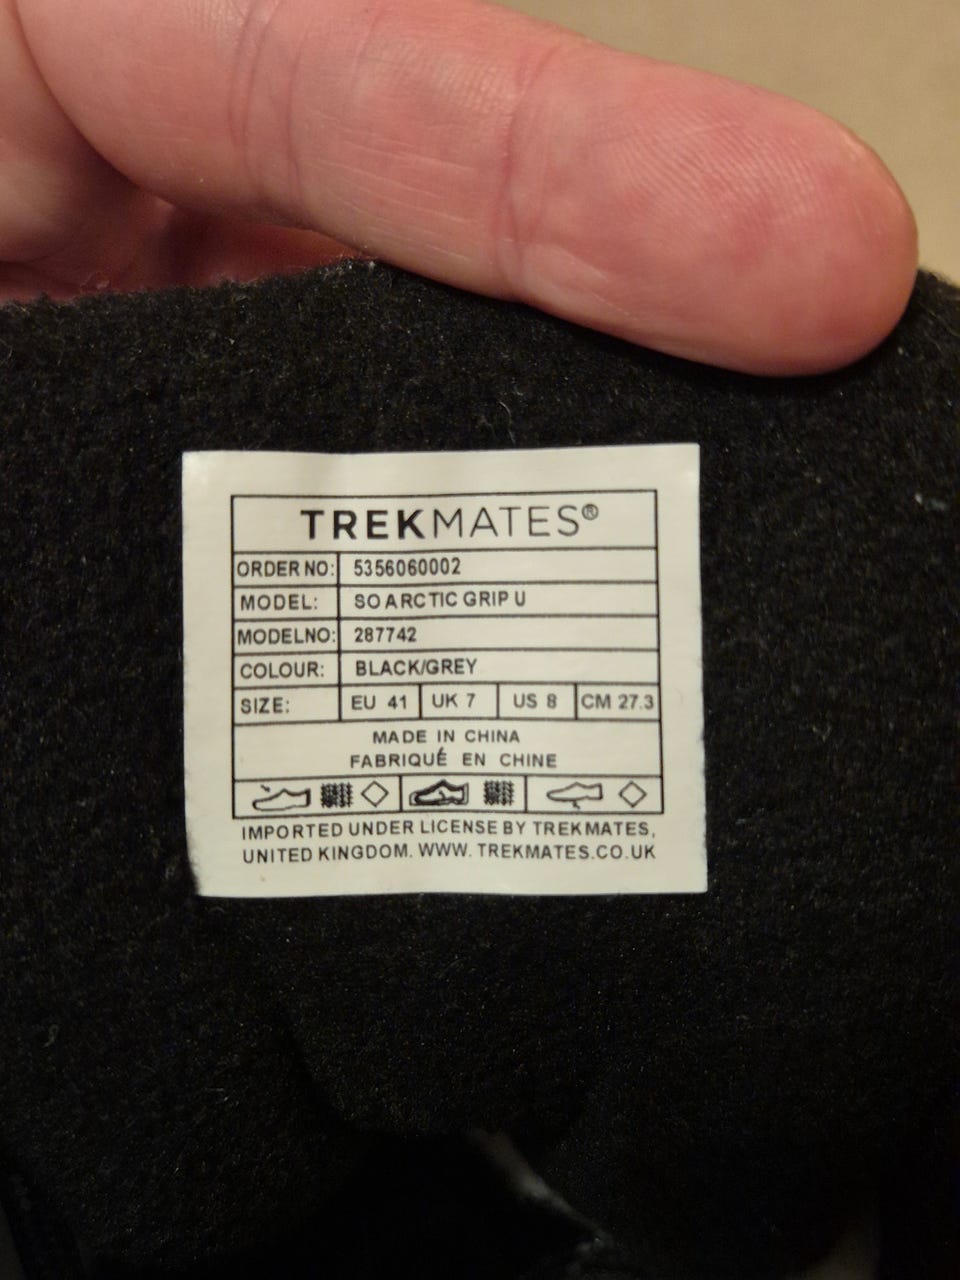 TREKMATES®
ORDER NO: 5356060002
MODEL: SO ARCTIC GRIP U
MODELNO: 287742
COLOUR: BLACK/GREY
SIZE: EU 41 UK 7 US 8 CM 27.3
MADE IN CHINA
FABRIQUÉ EN CHINE
IMPORTED UNDER LICENSE BY TREKMATES,
UNITED KINGDOM. WWW. TREKMATES.CO.UK